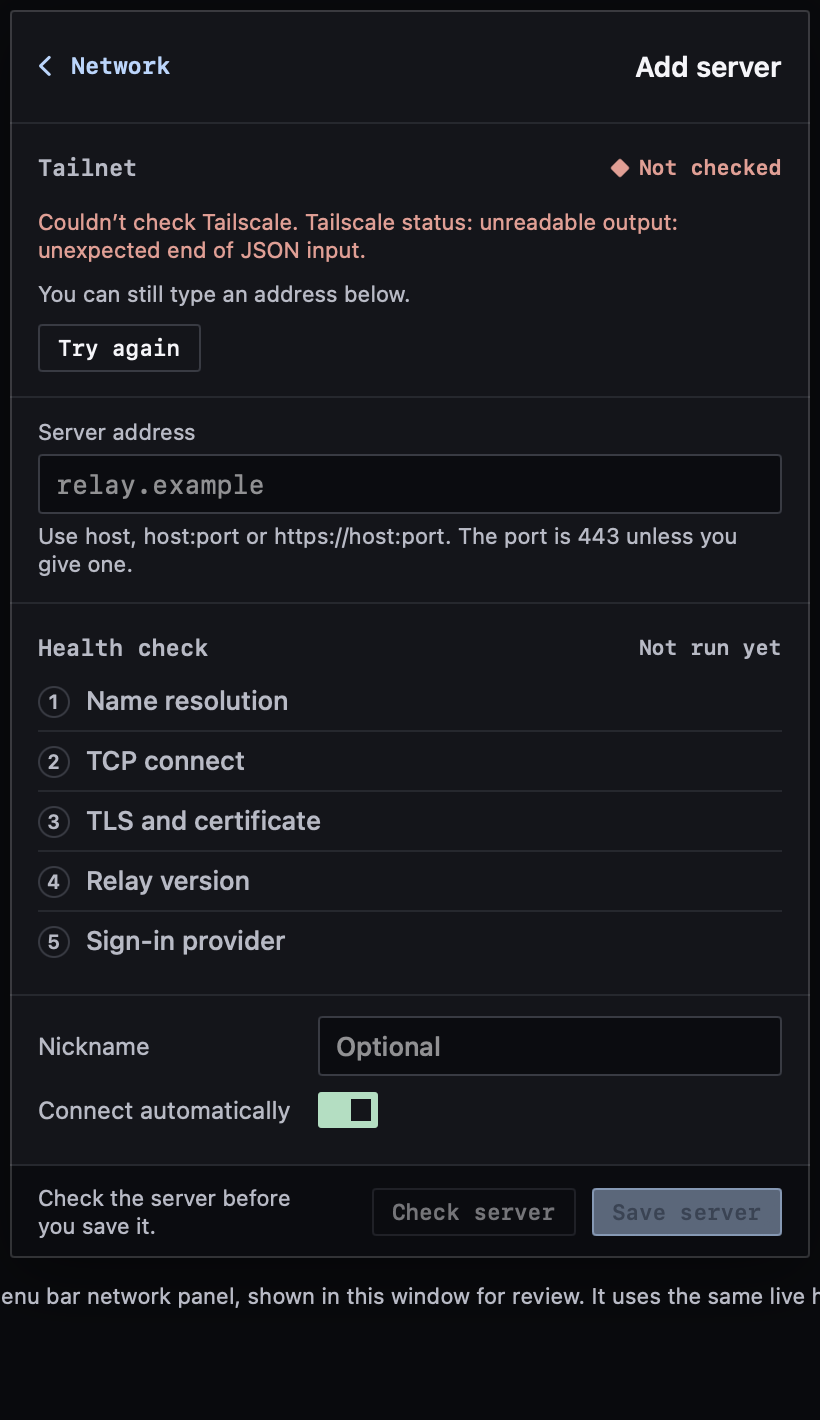 Network
Add server
Tailnet
Not checked
Couldn’t check Tailscale. Tailscale status: unreadable output:
unexpected end of JSON input.
You can still type an address below.
Try again
Server address
relay.example
Use host, host:port or https://host:port. The port is 443 unless you
give one.
Health check
Not run yet
1 Name resolution
2 TCP connect
3 TLS and certificate
4 Relay version
5 Sign-in provider
Nickname
Optional
Connect automatically
Check the server before
you save it.
Check server
Save server
enu bar network panel, shown in this window for review. It uses the same live h